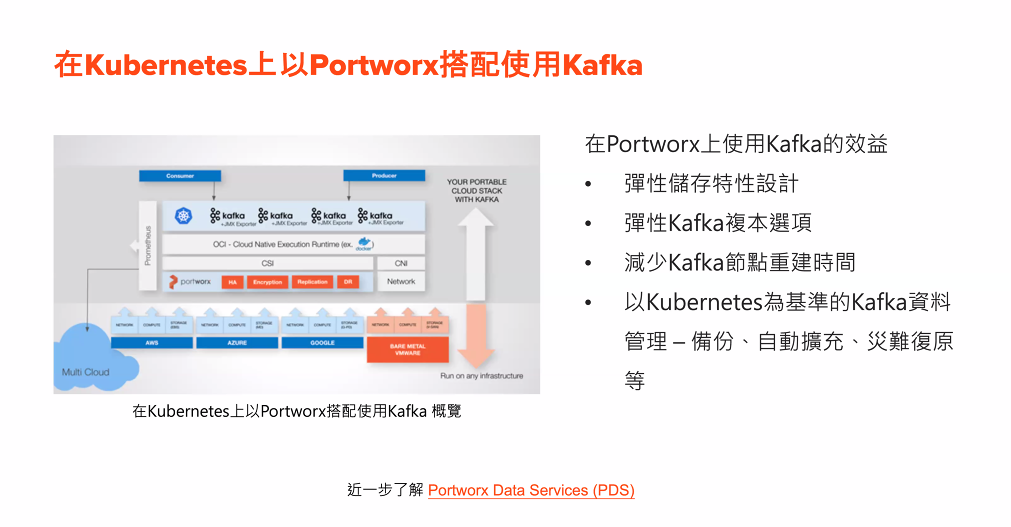 在Kubernetes上以Portworx搭配使用Kafka
Consumer
Producer
YOUR PORTABLE
CLOUD STACK
WITH KAFKA
kafka
+JMX Exporter
kafka
+JMX Exporter
kafka
+JMX Exporter
kafka
+JMX Exporter
Prometheus
OCI - Cloud Native Execution Runtime (ex. docker)
CSI
CNI
portworx
HA
Encryption
Replication
DR
Network
NETWORK
COMPUTE
STORAGE
(EBS)
NETWORK
COMPUTE
STORAGE
NETWORK
COMPUTE
STORAGE
NETWORK
COMPUTE
STORAGE
AWS
AZURE
GOOGLE
BARE METAL
VMWARE
Multi Cloud
Run on any infrastructure
在Kubernetes上以Portworx搭配使用Kafka 概覽
在Portworx上使用Kafka的效益
• 彈性儲存特性設計
• 彈性Kafka複本選項
• 減少Kafka節點重建時間
• 以Kubernetes為基準的Kafka資料
管理 – 備份、自動擴充、災難復原
等
近一步了解 Portworx Data Services (PDS)